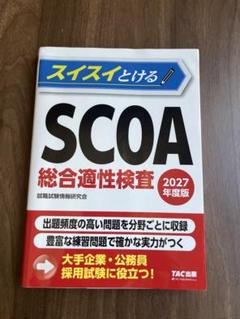 スイスイとける
SCOA
総合適性検査
2027
年度版
就職試験情報研究会
出題頻度の高い問題を分野ごとに収録
豊富な練習問題で確かな実力がつく
大手企業・公務員
採用試験に役立つ!
TAC出版